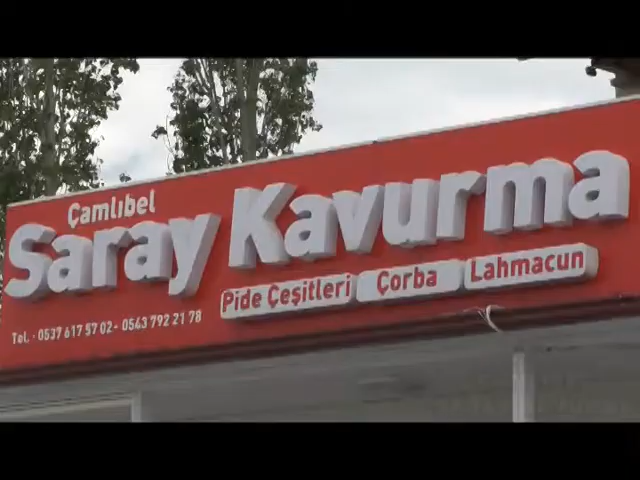 Çamlıbel
Saray Kavurma
Pide Çeşitleri Çorba Lahmacun
Tel.: 0537 617 57 02- 0543 792 21 78